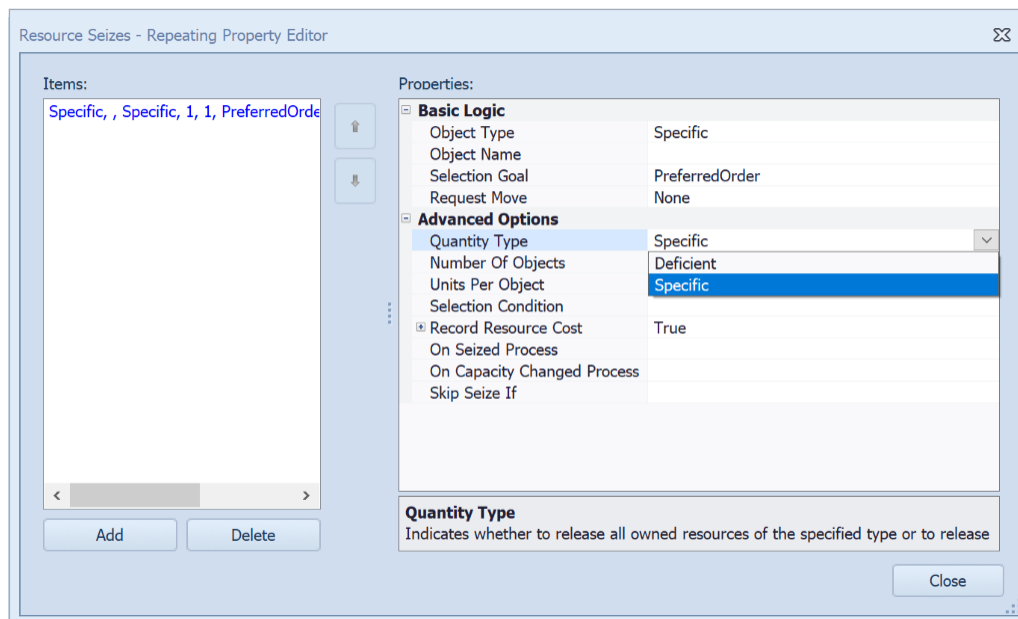 Resource Seizes - Repeating Property Editor
Items:
Properties:
Specific, , Specific, 1, 1, PreferredOrde
Basic Logic
Object Type Specific
Object Name
Selection Goal PreferredOrder
Request Move None
Advanced Options
Quantity Type Specific
Number Of Objects Deficient
Units Per Object Specific
Selection Condition
Record Resource Cost True
On Seized Process
On Capacity Changed Process
Skip Seize If
Add
Delete
Quantity Type
Indicates whether to release all owned resources of the specified type or to release
Close